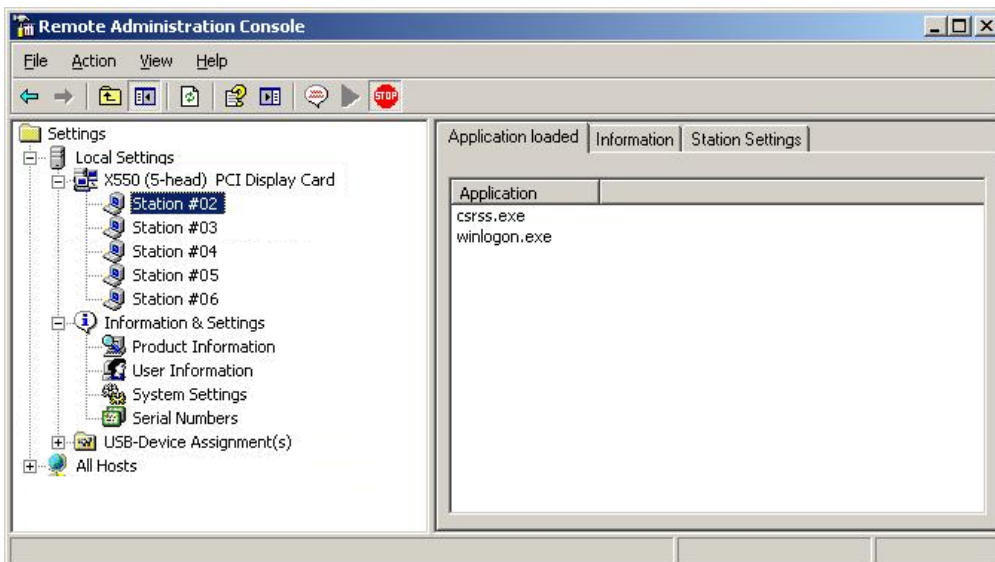 Remote Administration Console
File Action View Help
STOP
Settings
Local Settings
X550 (5-head) PCI Display Card
Station #02
Station #03
Station #04
Station #05
Station #06
Information & Settings
Product Information
User Information
System Settings
Serial Numbers
USB-Device Assignment(s)
All Hosts
Application loaded Information Station Settings
Application
csrss.exe
winlogon.exe